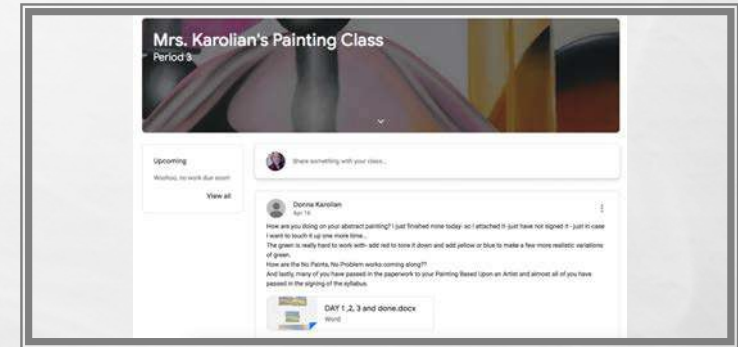 Mrs. Karolian's Painting Class
Period 3
Upcoming
Woohoo, no work due soon!
View all
Share something with your class...
Donna Karolian
Apr 16
How are you doing on your abstract painting? I just finished mine today- so I attached it -just have not signed it - just in case
I want to touch it up one more time...
The green is really hard to work with- add red to tone it down and add yellow or blue to make a few more realistic variations
of green.
How are the No Paints, No Problem works coming along??
And lastly, many of you have passed in the paperwork to your Painting Based Upon an Artist and almost all of you have
passed in the signing of the syllabus.
DAY 1 ,2, 3 and done.docx
Word